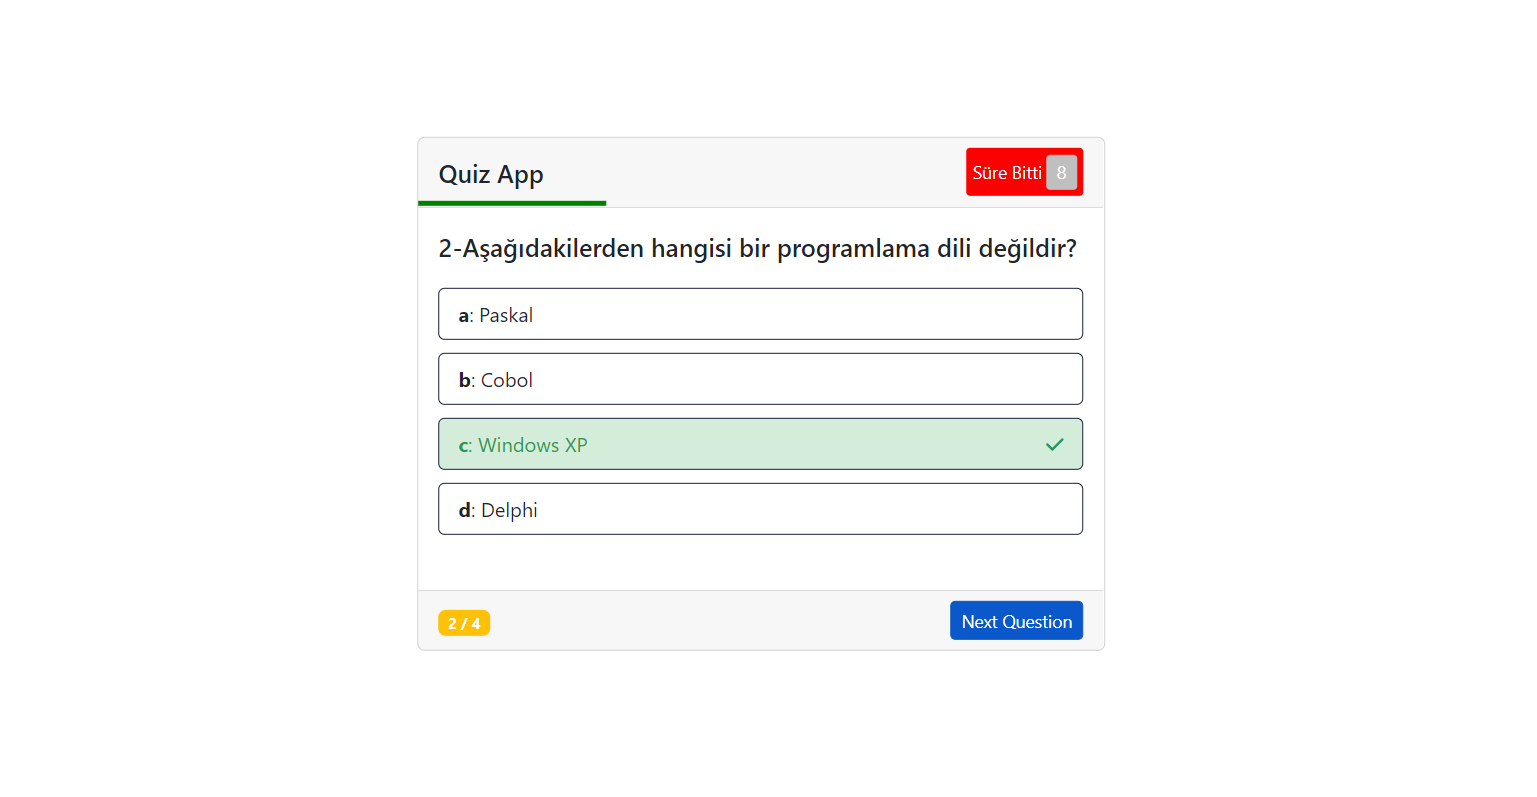 Quiz App
Süre Bitti 8
2-Aşağıdakilerden hangisi bir programlama dili değildir?
a: Paskal
b: Cobol
c: Windows XP
d: Delphi
2 / 4
Next Question